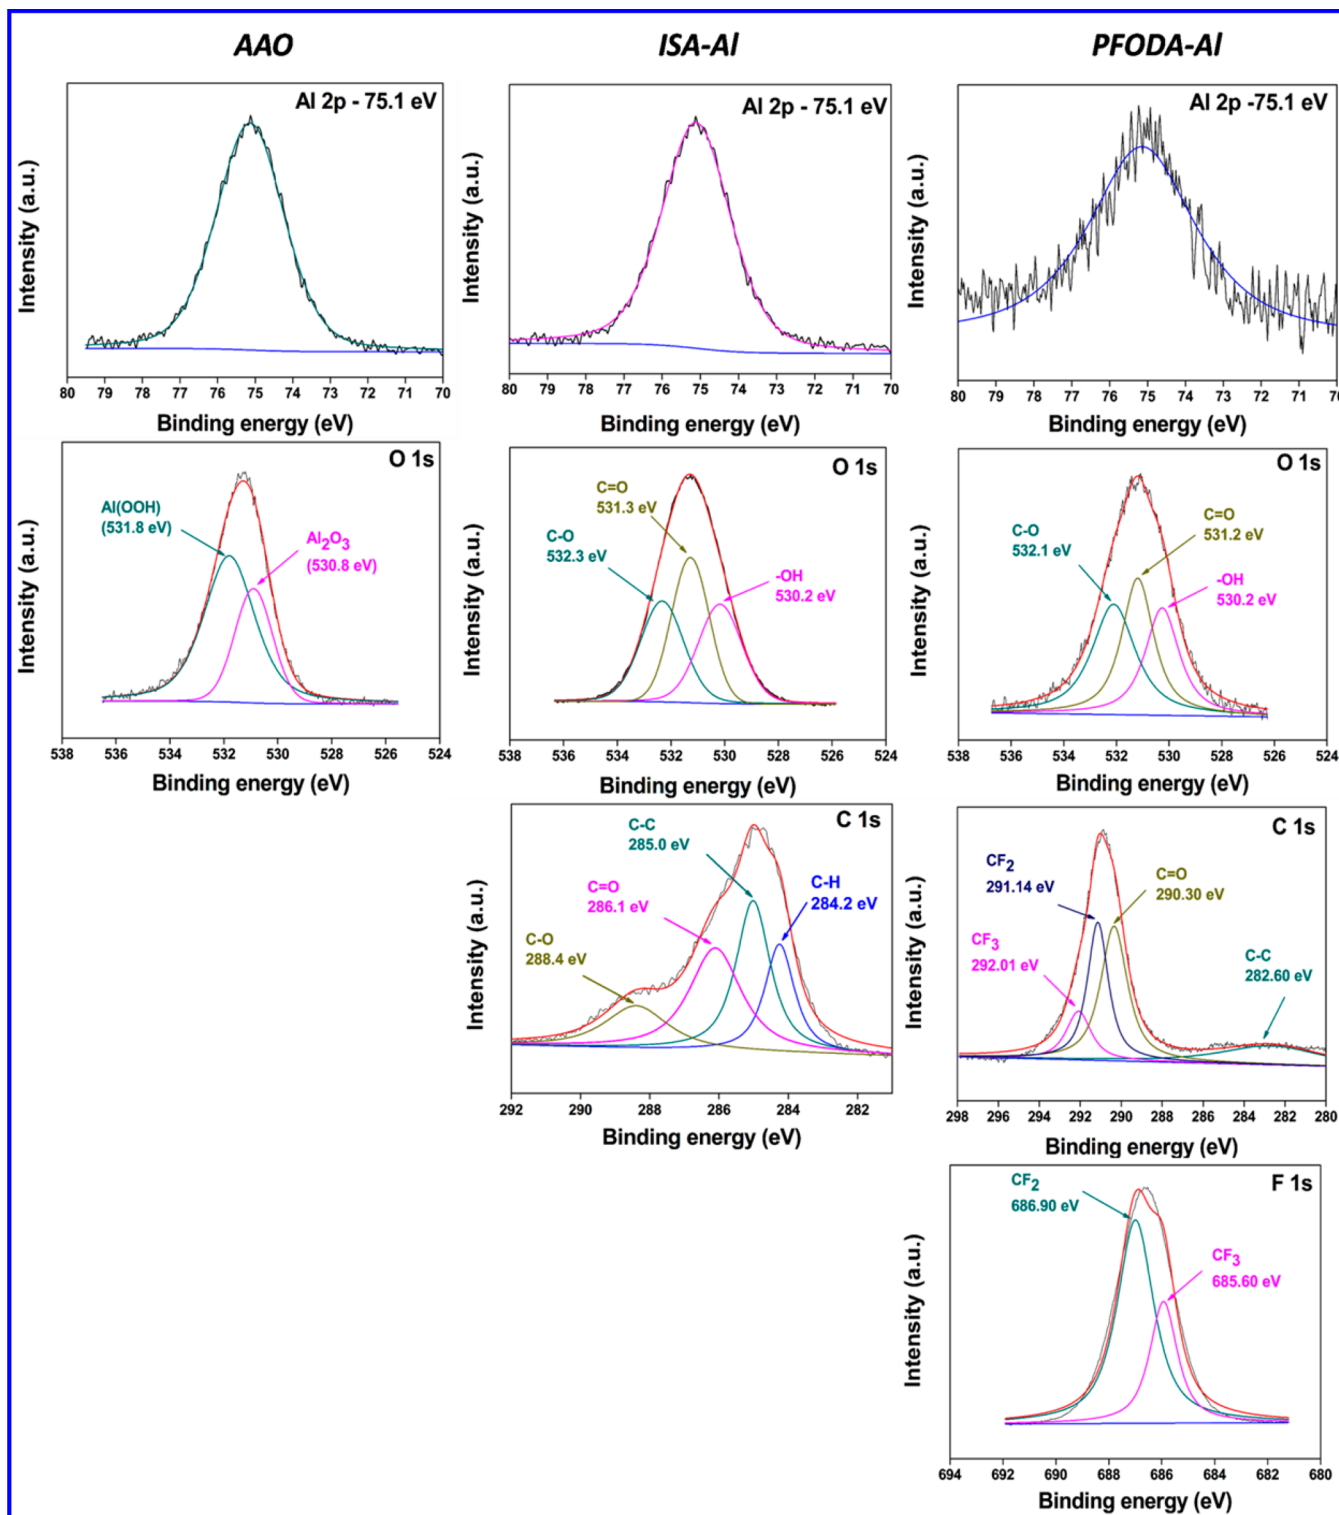 AAO
ISA-Al
PFODA-Al
Al 2p - 75.1 eV
Intensity (a.u.)
80 79 78 77 76 75 74 73 72 71 70
Binding energy (eV)
Al 2p - 75.1 eV
Intensity (a.u.)
80 79 78 77 76 75 74 73 72 71 70
Binding energy (eV)
Al 2p -75.1 eV
Intensity (a.u.)
80 79 78 77 76 75 74 73 72 71 70
Binding energy (eV)
O 1s
Al(OOH)
(531.8 eV)
Al2O3
(530.8 eV)
Intensity (a.u.)
538 536 534 532 530 528 526 524
Binding energy (eV)
O 1s
C=O
531.3 eV
C-O
532.3 eV
-OH
530.2 eV
Intensity (a.u.)
538 536 534 532 530 528 526 524
Binding energy (eV)
O 1s
C-O
532.1 eV
C=O
531.2 eV
-OH
530.2 eV
Intensity (a.u.)
538 536 534 532 530 528 526 524
Binding energy (eV)
C 1s
C-C
285.0 eV
C=O
286.1 eV
C-H
284.2 eV
C-O
288.4 eV
Intensity (a.u.)
292 290 288 286 284 282
Binding energy (eV)
C 1s
CF2
291.14 eV
C=O
290.30 eV
CF3
292.01 eV
C-C
282.60 eV
Intensity (a.u.)
298 296 294 292 290 288 286 284 282 280
Binding energy (eV)
F 1s
CF2
686.90 eV
CF3
685.60 eV
Intensity (a.u.)
694 692 690 688 686 684 682 680
Binding energy (eV)